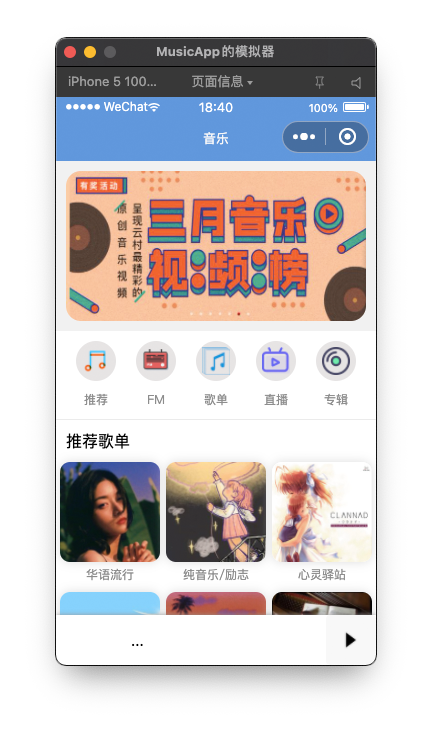 MusicApp的模拟器
iPhone 5 100...
页面信息
WeChat
18:40
100%
音乐
有奖活动
呈现云村最精彩的
原创音乐视频
三月音乐
视频榜
推荐
FM
歌单
直播
专辑
推荐歌单
CLANNAD
华语流行
纯音乐/励志
心灵驿站
...